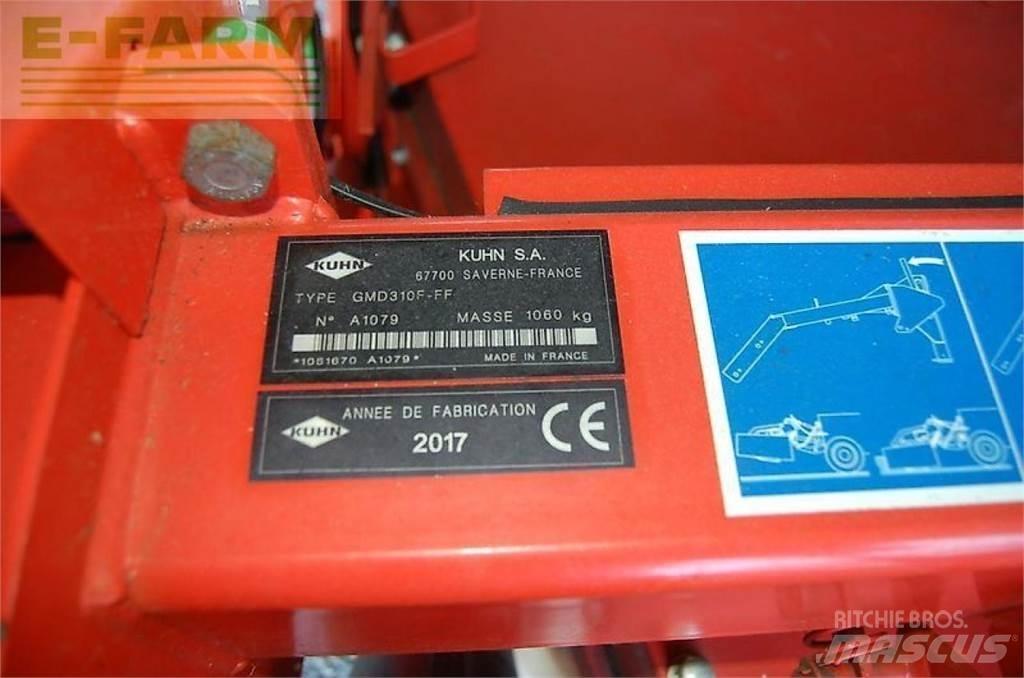 E-FARM
KUHN
KUHN S.A.
67700 SAVERNE-FRANCE
TYPE GMD310F-FF
N° A1079 MASSE 1060 kg
*1081670 A1079* MADE IN FRANCE
KUHN
ANNEE DE FABRICATION
2017
CE
RITCHIE BROS.
MASCUS